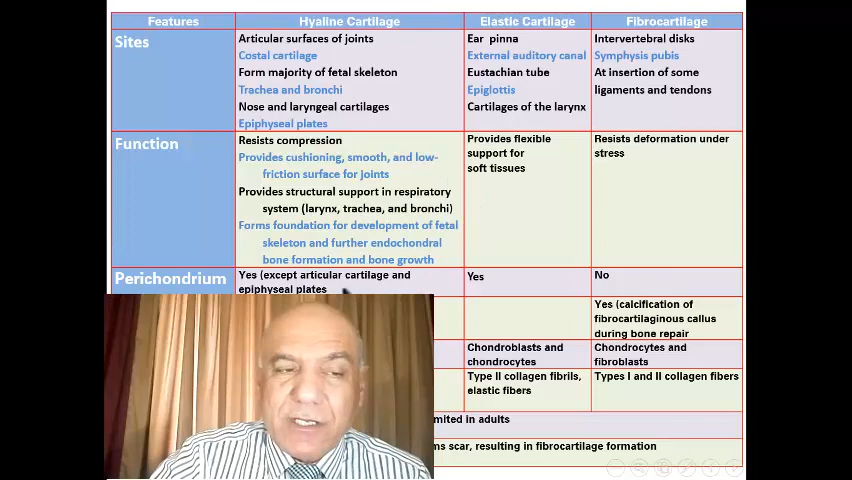 Features Hyaline Cartilage Elastic Cartilage Fibrocartilage
Sites
Articular surfaces of joints
Costal cartilage
Form majority of fetal skeleton
Trachea and bronchi
Nose and laryngeal cartilages
Epiphyseal plates
Ear pinna
External auditory canal
Eustachian tube
Epiglottis
Cartilages of the larynx
Intervertebral disks
Symphysis pubis
At insertion of some
ligaments and tendons
Function
Resists compression
Provides cushioning, smooth, and low-
friction surface for joints
Provides structural support in respiratory
system (larynx, trachea, and bronchi)
Forms foundation for development of fetal
skeleton and further endochondral
bone formation and bone growth
Provides flexible
support for
soft tissues
Resists deformation under
stress
Perichondrium
Yes (except articular cartilage and
epiphyseal plates
Yes
No
Yes (calcification of
fibrocartilaginous callus
during bone repair
Chondroblasts and
chondrocytes
Chondrocytes and
fibroblasts
Type II collagen fibrils,
elastic fibers
Types I and II collagen fibers
mited in adults
ms scar, resulting in fibrocartilage formation